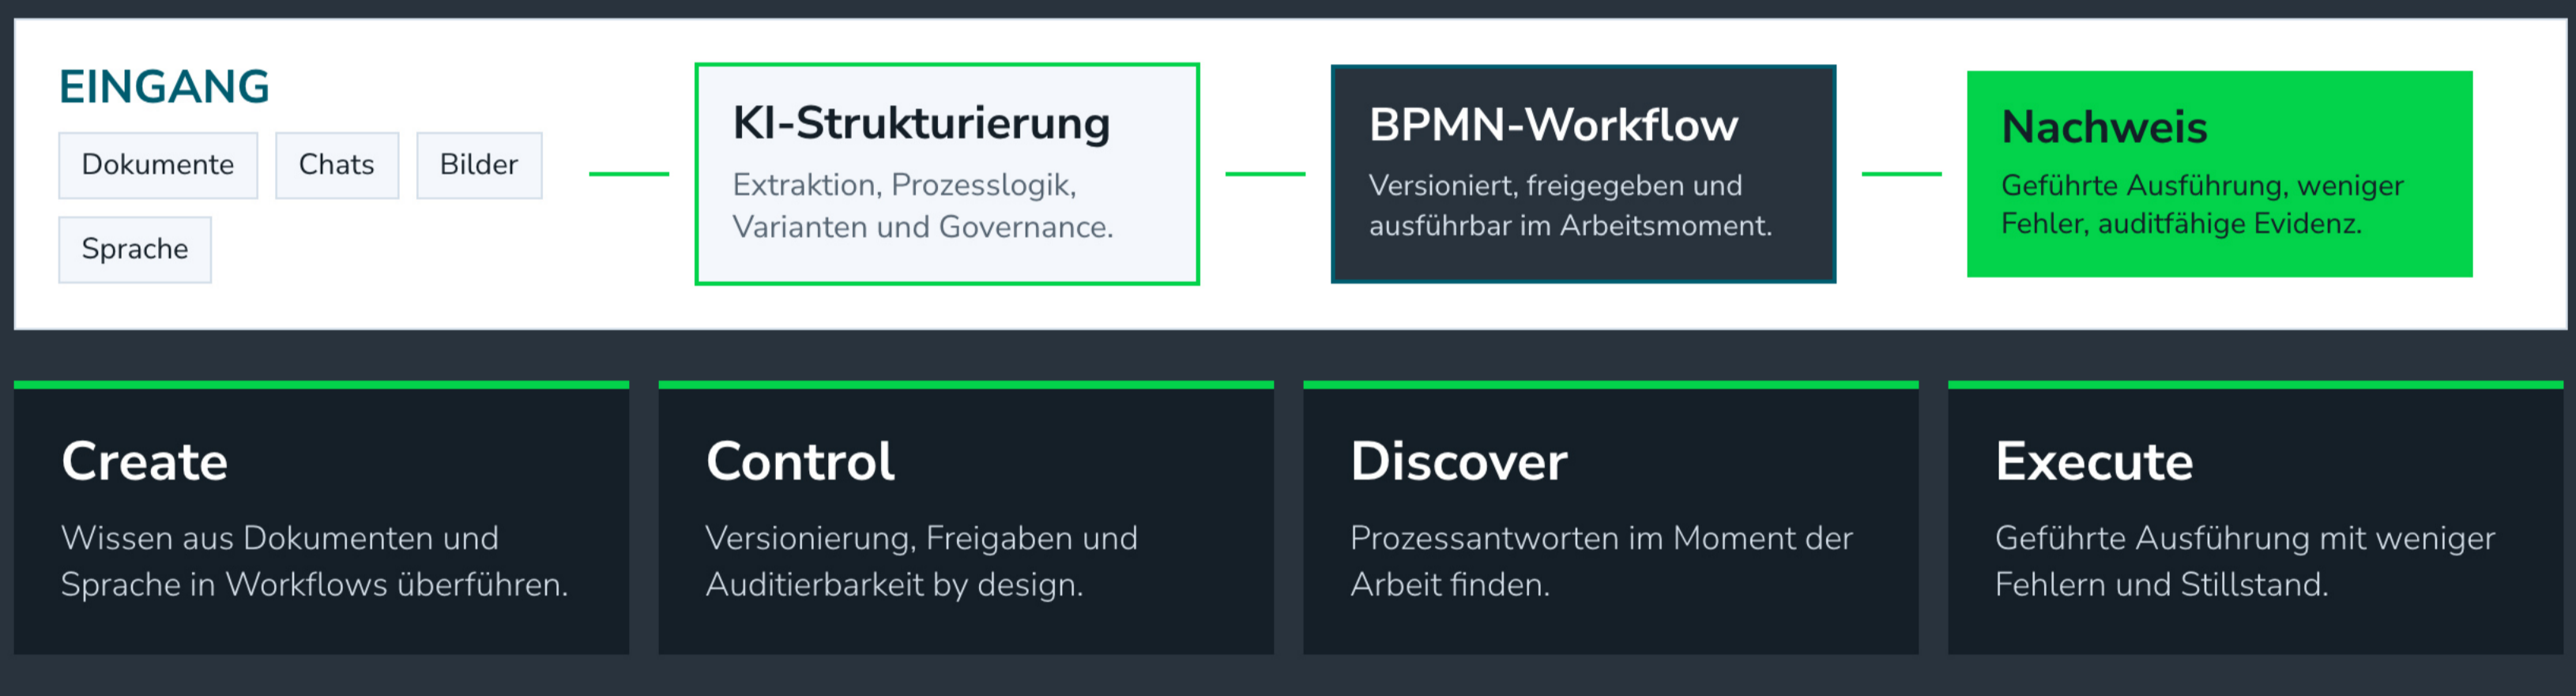 EINGANG
Dokumente
Chats
Bilder
Sprache
KI-Strukturierung
Extraktion, Prozesslogik,
Varianten und Governance.
BPMN-Workflow
Versioniert, freigegeben und
ausführbar im Arbeitsmoment.
Nachweis
Geführte Ausführung, weniger
Fehler, auditfähige Evidenz.
Create
Wissen aus Dokumenten und
Sprache in Workflows überführen.
Control
Versionierung, Freigaben und
Auditierbarkeit by design.
Discover
Prozessantworten im Moment der
Arbeit finden.
Execute
Geführte Ausführung mit weniger
Fehlern und Stillstand.